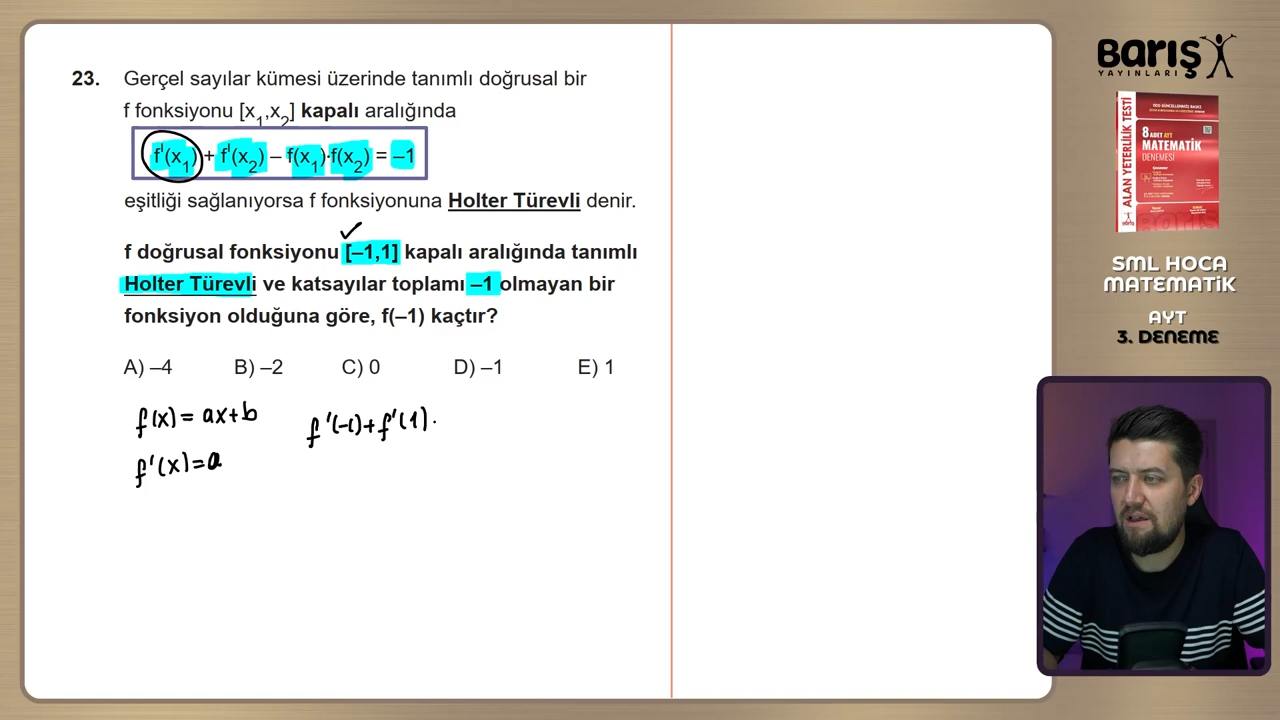 23. Gerçel sayılar kümesi üzerinde tanımlı doğrusal bir
f fonksiyonu [x₁,x₂] kapalı aralığında
f'(x₁) + f'(x₂) – f(x₁)·f(x₂) = –1
eşitliği sağlanıyorsa f fonksiyonuna Holter Türevli denir.
f doğrusal fonksiyonu [–1,1] kapalı aralığında tanımlı
Holter Türevli ve katsayılar toplamı –1 olmayan bir
fonksiyon olduğuna göre, f(–1) kaçtır?
A) –4 B) –2 C) 0 D) –1 E) 1
f(x) = ax+b
f'(x) = a
f'(-1)+f'(1).
BARIŞ
YAYINLARI
ALAN YETERLİLİK TESTİ
8 ADET AYT
MATEMATİK
DENEMESİ
SML HOCA
MATEMATİK
AYT
3. DENEME